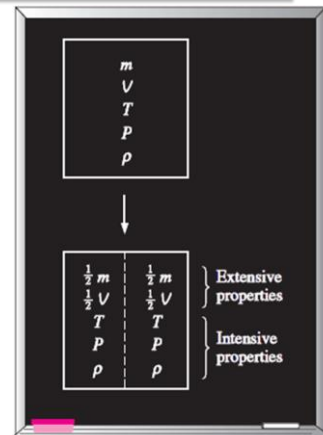 m
V
T
P
ρ
½ m ½ V
½ V ½ V
T T
P P
ρ ρ
Extensive
properties
Intensive
properties